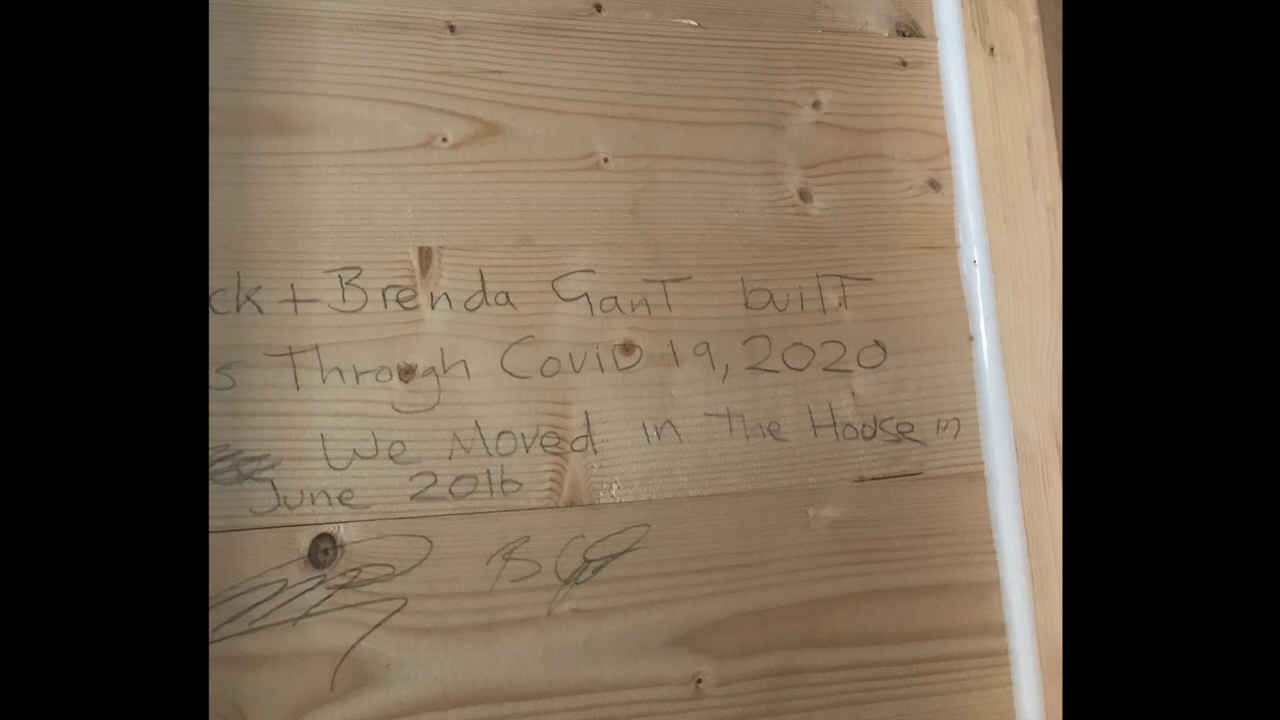 ck + Brenda GanT builT
s Through CoviD 19, 2020
We Moved in The House in
June 2016